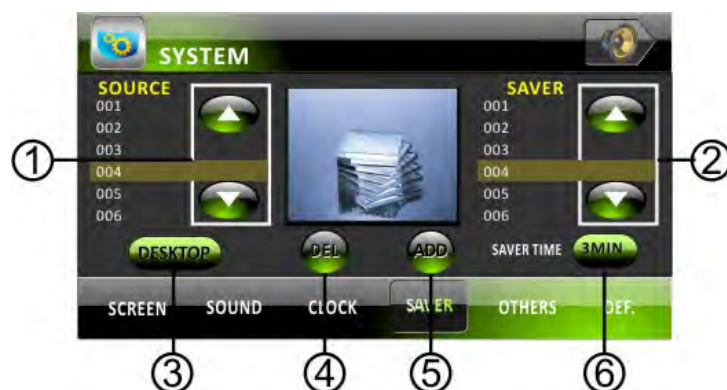 SYSTEM
SOURCE
SAVER
001
001
002
002
003
003
004
004
005
005
006
006
DESKTOP
DEL
ADD
SAVER TIME
3MIN
SCREEN
SOUND
CLOCK
SAVER
OTHERS
DEF.
1
2
3
4
5
6